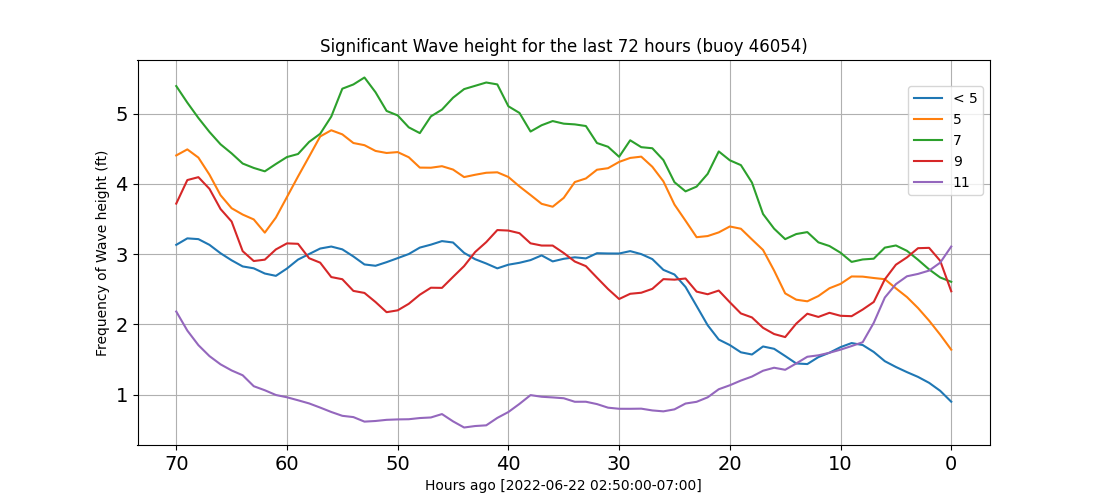 Significant Wave height for the last 72 hours (buoy 46054)
Frequency of Wave height (ft)
5
4
3
2
1
< 5
5
7
9
11
70 60 50 40 30 20 10 0
Hours ago [2022-06-22 02:50:00-07:00]